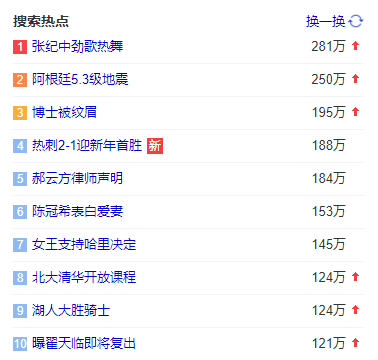 搜索热点 换一换
1 张纪中劲歌热舞 281万
2 阿根廷5.3级地震 250万
3 博士被纹眉 195万
4 热刺2-1迎新年首胜 新 188万
5 郝云方律师声明 184万
6 陈冠希表白爱妻 153万
7 女王支持哈里决定 145万
8 北大清华开放课程 124万
9 湖人大胜骑士 124万
10 曝翟天临即将复出 121万